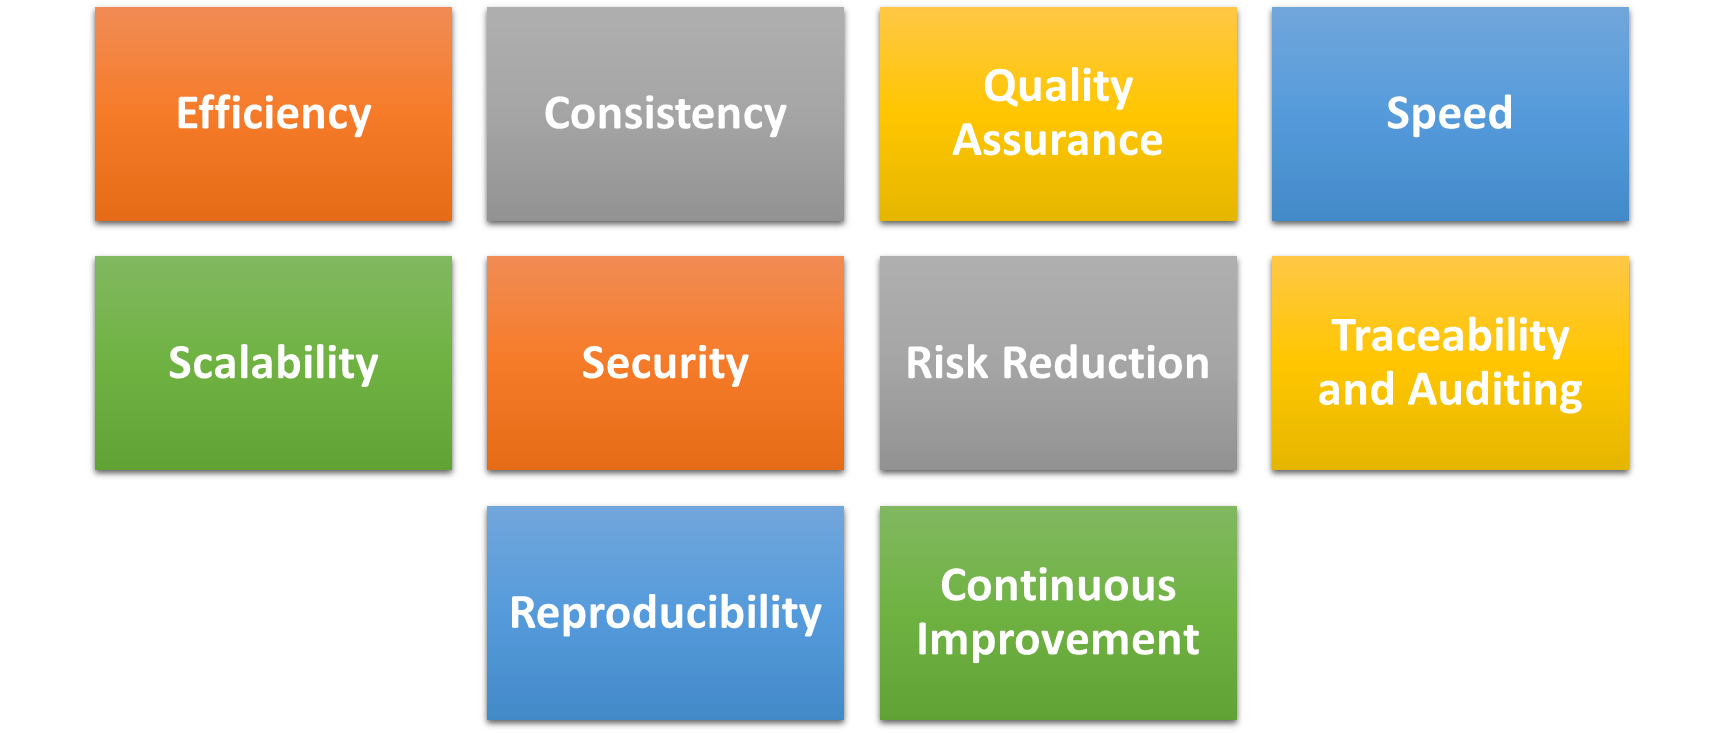 Efficiency
Consistency
Quality
Assurance
Speed
Scalability
Security
Risk Reduction
Traceability
and Auditing
Reproducibility
Continuous
Improvement